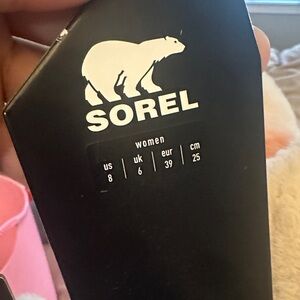 SOREL
women
us | uk | eur | cm
8 | 6 | 39 | 25